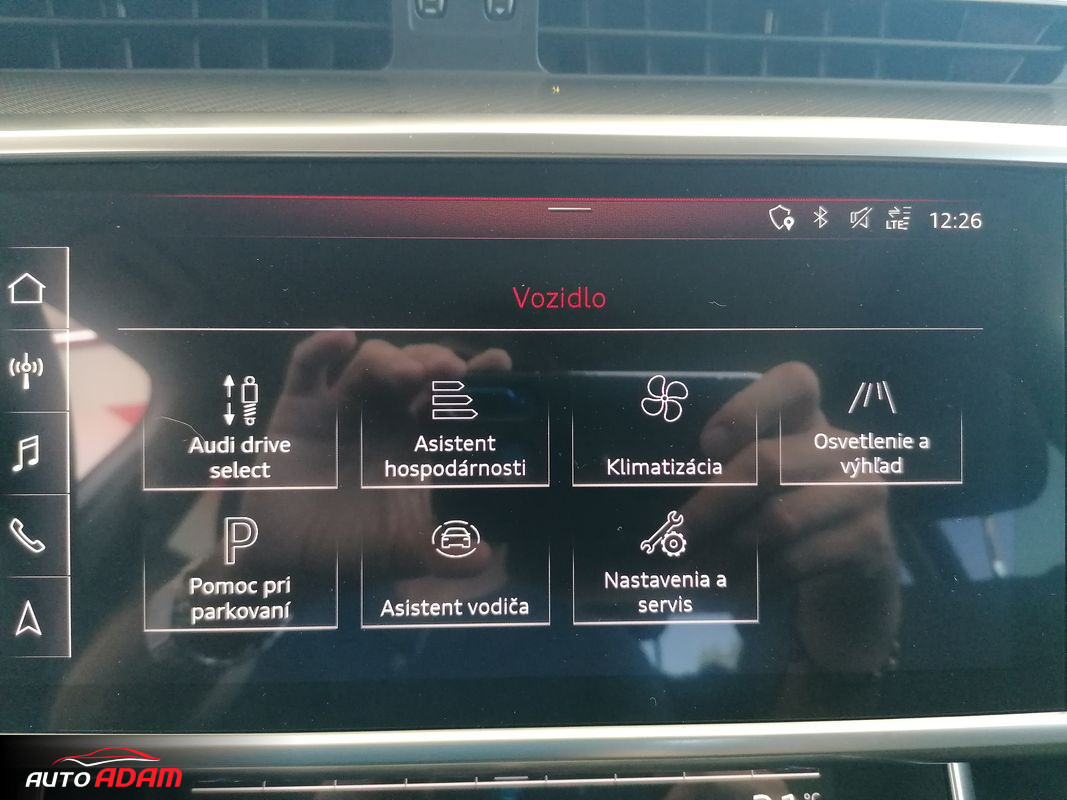 LTE 12:26
Vozidlo
Audi drive
select
Asistent
hospodárnosti
Klimatizácia
Osvetlenie a
výhľad
P
Pomoc pri
parkovaní
Asistent vodiča
Nastavenia a
servis
AUTO ADAM
°C